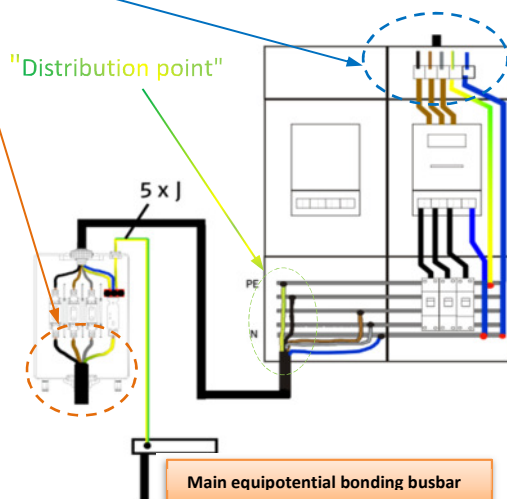 "Distribution point"
5 x J
PE
N
Main equipotential bonding busbar